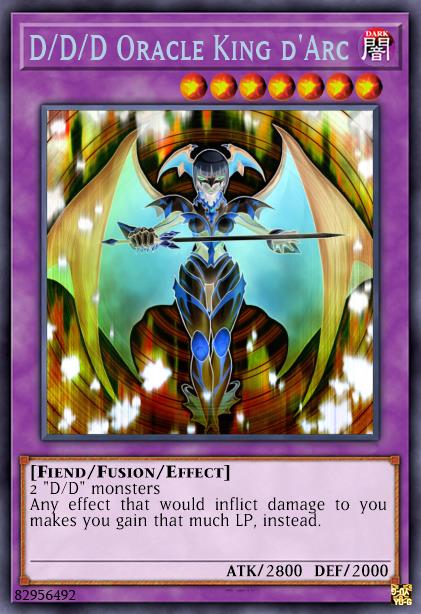 D/D/D Oracle King d'Arc
DARK
闇
[Fiend/Fusion/Effect]
2 "D/D" monsters
Any effect that would inflict damage to you
makes you gain that much LP, instead.
ATK/2800 DEF/2000
82956492